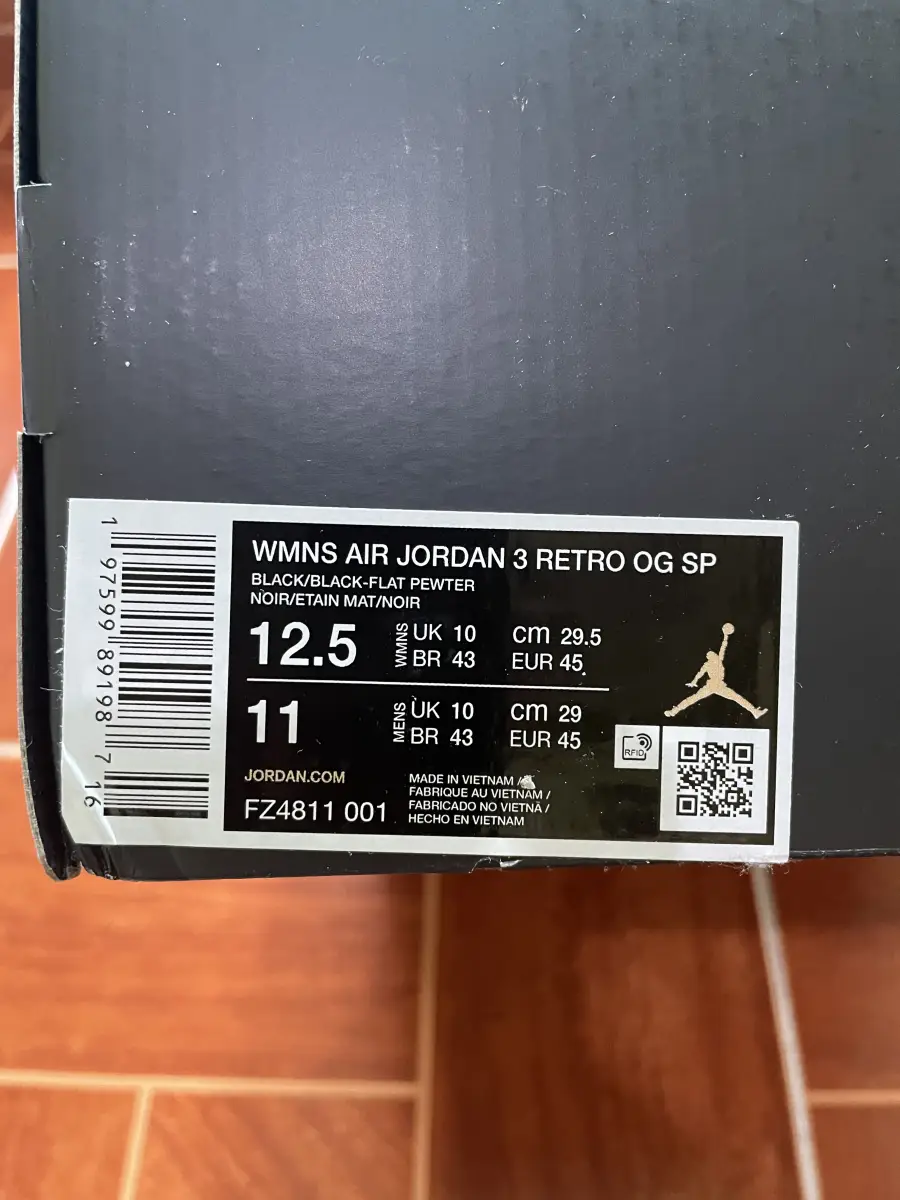 WMNS AIR JORDAN 3 RETRO OG SP
BLACK/BLACK-FLAT PEWTER
NOIR/ETAIN MAT/NOIR
12.5 WMNS UK 10 cm 29.5
BR 43 EUR 45
11 MENS UK 10 cm 29
BR 43 EUR 45
JORDAN.COM
FZ4811 001
MADE IN VIETNAM /
FABRIQUE AU VIETNAM /
FABRICADO NO VIETNÃ /
HECHO EN VIETNAM
RFID
1 97599 89198 7 16